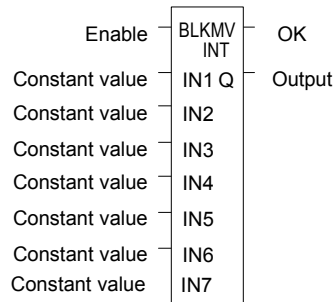 Enable BLKMV OK
INT
Constant value IN1 Q Output
Constant value IN2
Constant value IN3
Constant value IN4
Constant value IN5
Constant value IN6
Constant value IN7